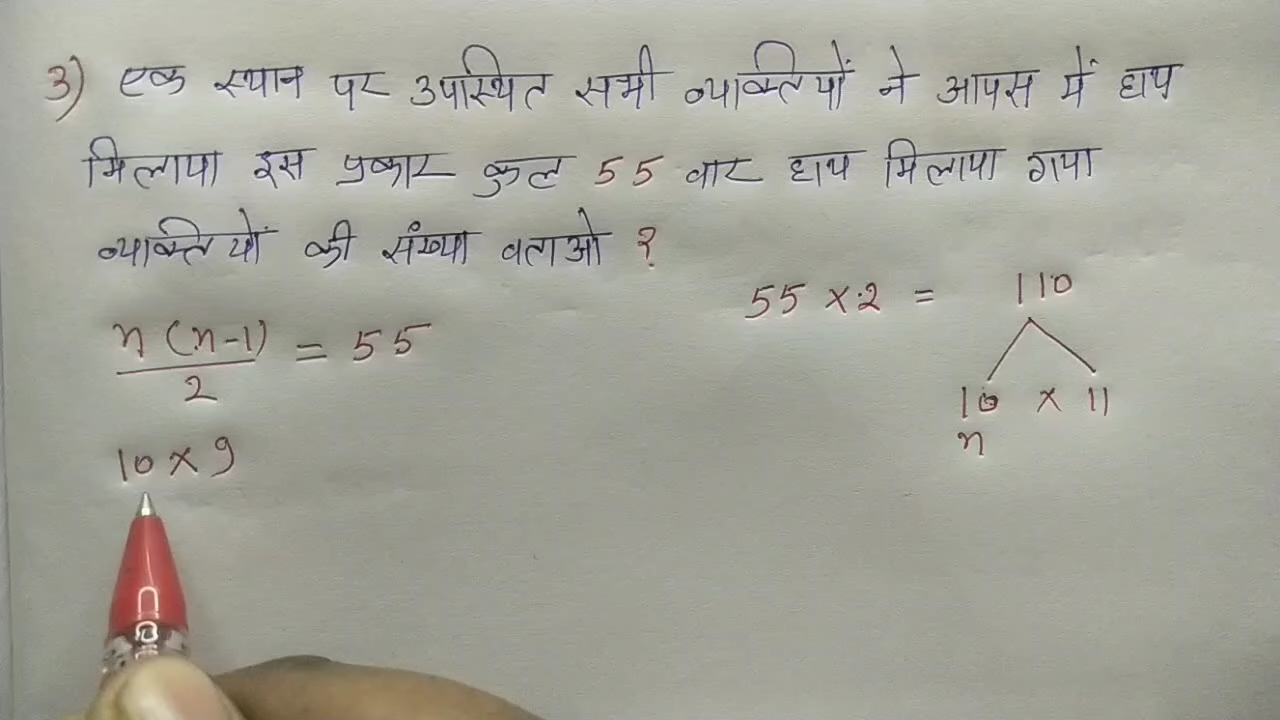 3) एक स्थान पर उपस्थित सभी व्यक्तियों ने आपस में हाथ
मिलाया इस प्रकार कुल 55 वार हाथ मिलाया गया
व्यक्तियों की संख्या वताओ ?
n (n-1) / 2 = 55
10 x 9
55 x 2 = 110
10 x 11
n